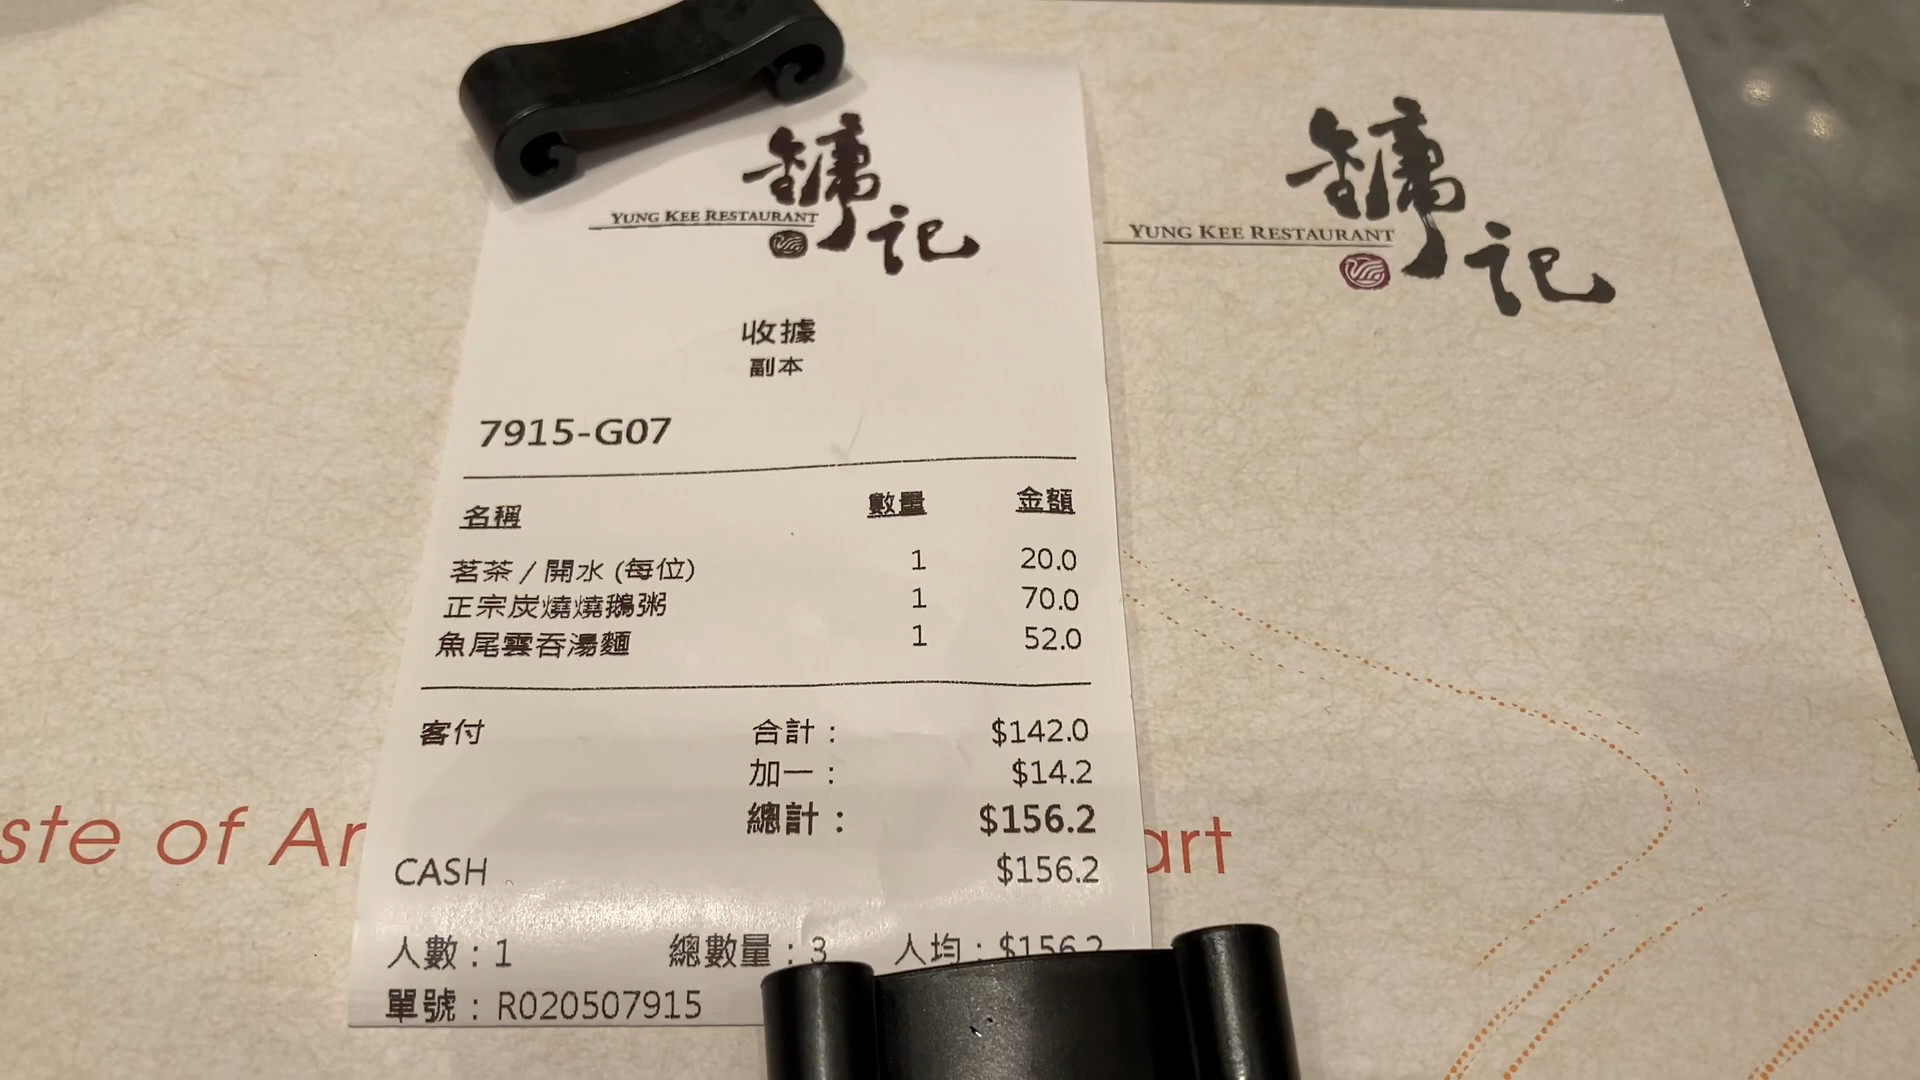 鏞記
YUNG KEE RESTAURANT
鏞記
YUNG KEE RESTAURANT
收據
副本
7915-G07
名稱 數量 金額
茗茶 / 開水 (每位) 1 20.0
正宗炭燒燒鵝粥 1 70.0
魚尾雲吞湯麵 1 52.0
客付 合計： $142.0
加一： $14.2
總計： $156.2
CASH $156.2
人數：1 總數量：3 人均：$156.2
單號：R020507915
ste of Ar art